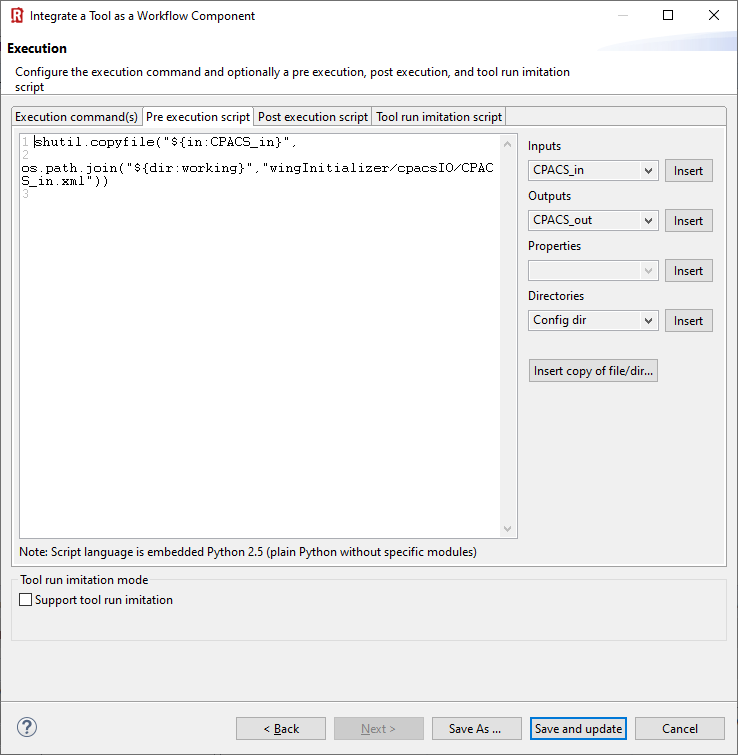 Integrate a Tool as a Workflow Component
Execution
Configure the execution command and optionally a pre execution, post execution, and tool run imitation
script
Execution command(s) Pre execution script Post execution script Tool run imitation script
1 shutil.copyfile("${in:CPACS_in}",
2
os.path.join("${dir:working}","wingInitializer/cpacsIO/CPAC
S_in.xml"))
3
Inputs
CPACS_in Insert
Outputs
CPACS_out Insert
Properties
Insert
Directories
Config dir Insert
Insert copy of file/dir...
Note: Script language is embedded Python 2.5 (plain Python without specific modules)
Tool run imitation mode
Support tool run imitation
? < Back Next > Save As ... Save and update Cancel